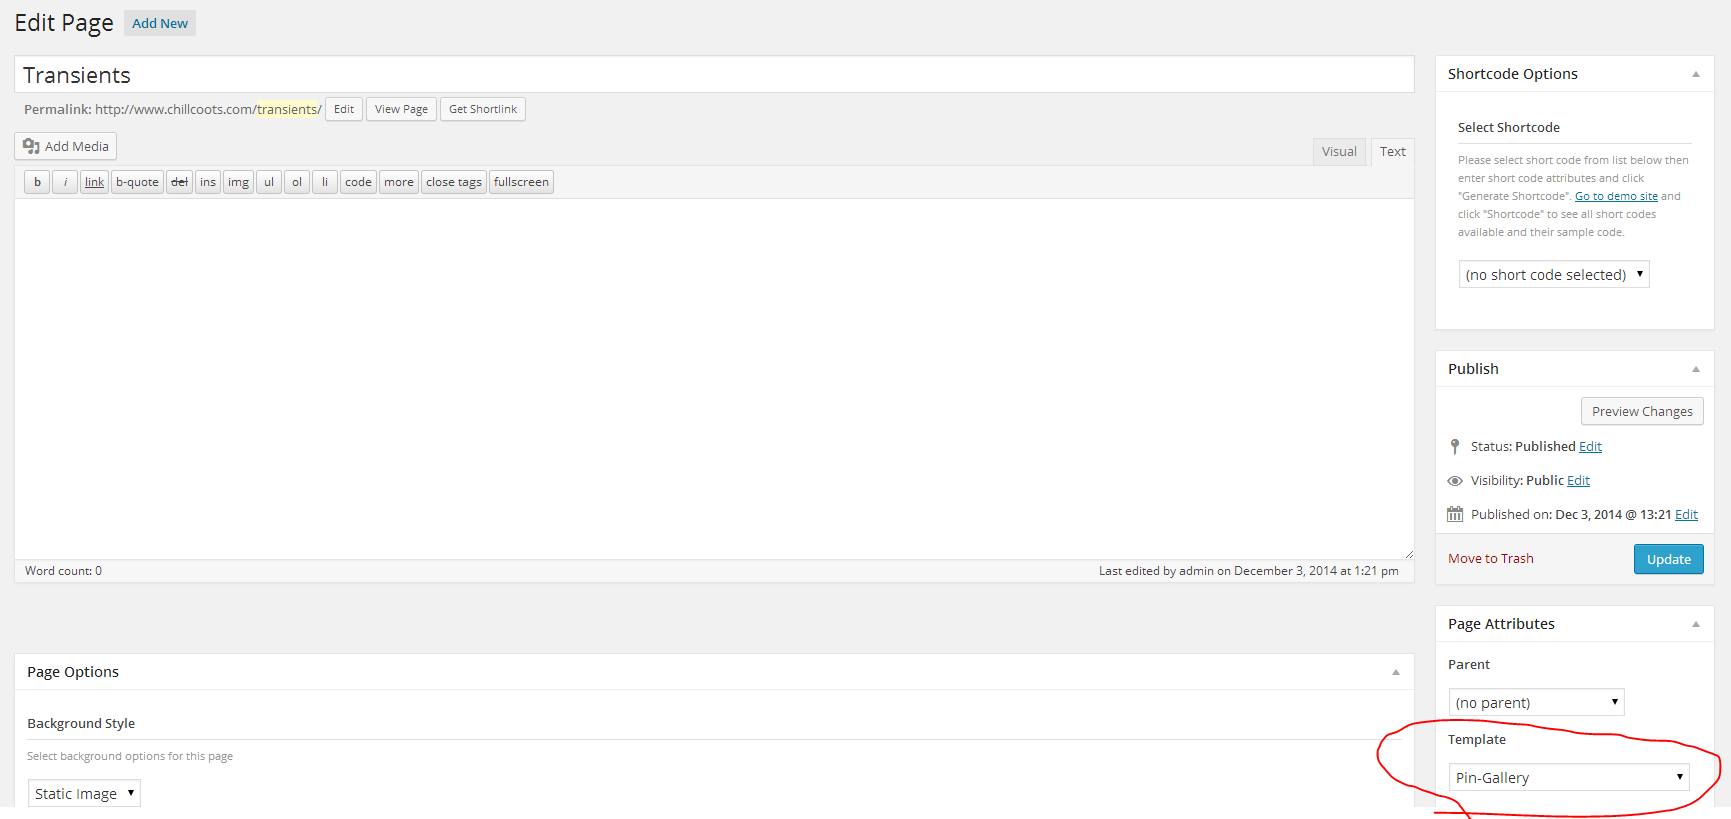 Edit Page Add New
Transients
Permalink: http://www.chillcoots.com/transients/ Edit View Page Get Shortlink
Add Media
Visual Text
b i link b-quote del ins img ul ol li code more close tags fullscreen
Word count: 0
Last edited by admin on December 3, 2014 at 1:21 pm
Page Options
Background Style
Select background options for this page
Static Image
Shortcode Options
Select Shortcode
Please select short code from list below then
enter short code attributes and click
"Generate Shortcode". Go to demo site and
click "Shortcode" to see all short codes
available and their sample code.
(no short code selected)
Publish
Preview Changes
Status: Published Edit
Visibility: Public Edit
Published on: Dec 3, 2014 @ 13:21 Edit
Move to Trash Update
Page Attributes
Parent
(no parent)
Template
Pin-Gallery